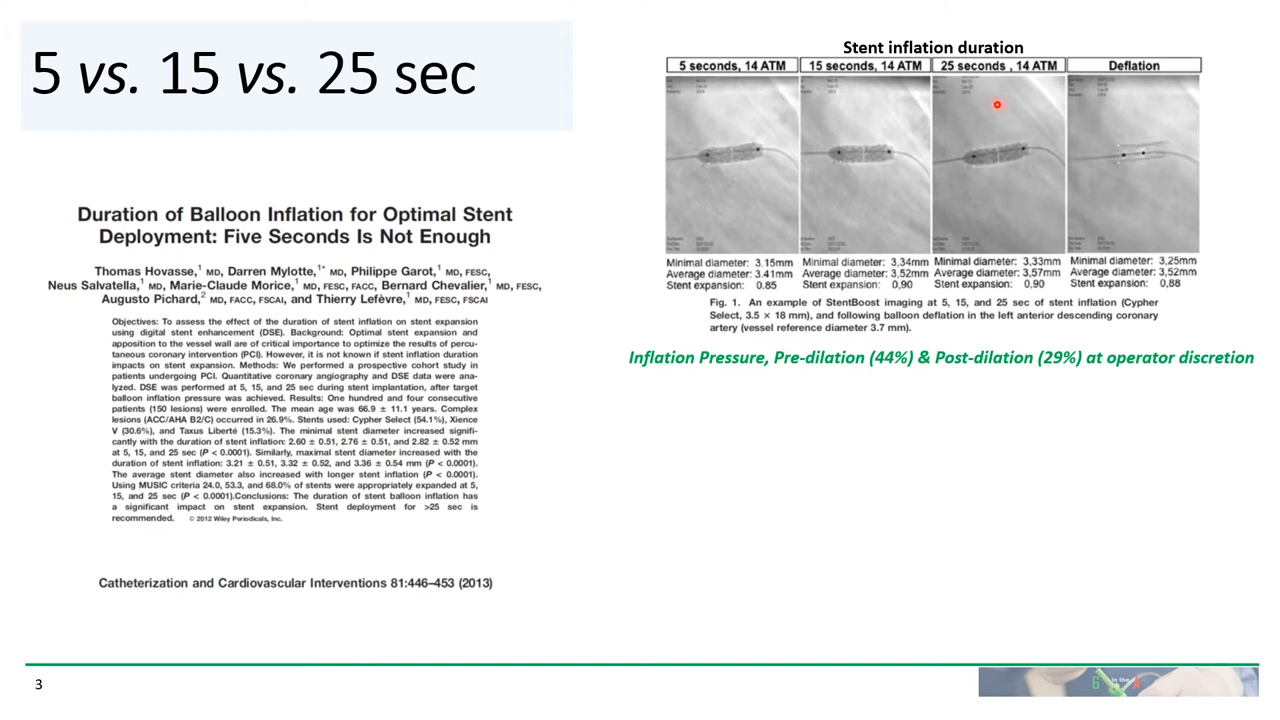 5 vs. 15 vs. 25 sec
Duration of Balloon Inflation for Optimal Stent
Deployment: Five Seconds Is Not Enough
Thomas Hovasse,1 MD, Darren Mylotte,1* MD, Philippe Garot,1 MD, FESC,
Neus Salvatella,1 MD, Marie-Claude Morice,1 MD, FESC, FACC, Bernard Chevalier,1 MD, FESC,
Augusto Pichard,2 MD, FACC, FSCAI, and Thierry Lefèvre,1 MD, FESC, FSCAI
Objectives: To assess the effect of the duration of stent inflation on stent expansion
using digital stent enhancement (DSE). Background: Optimal stent expansion and
apposition to the vessel wall are of critical importance to optimize the results of percu-
taneous coronary intervention (PCI). However, it is not known if stent inflation duration
impacts on stent expansion. Methods: We performed a prospective cohort study in
patients undergoing PCI. Quantitative coronary angiography and DSE data were ana-
lyzed. DSE was performed at 5, 15, and 25 sec during stent implantation, after target
balloon inflation pressure was achieved. Results: One hundred and four consecutive
patients (150 lesions) were enrolled. The mean age was 66.9 ± 11.1 years. Complex
lesions (ACC/AHA B2/C) occurred in 26.9%. Stents used: Cypher Select (54.1%), Xience
V (30.6%), and Taxus Liberté (15.3%). The minimal stent diameter increased signifi-
cantly with the duration of stent inflation: 2.60 ± 0.51, 2.76 ± 0.51, and 2.82 ± 0.52 mm
at 5, 15, and 25 sec (P < 0.0001). Similarly, maximal stent diameter increased with the
duration of stent inflation: 3.21 ± 0.51, 3.32 ± 0.52, and 3.36 ± 0.54 mm (P < 0.0001).
The average stent diameter also increased with longer stent inflation (P < 0.0001).
Using MUSIC criteria 24.0, 53.3, and 68.0% of stents were appropriately expanded at 5,
15, and 25 sec (P < 0.0001).Conclusions: The duration of stent balloon inflation has
a significant impact on stent expansion. Stent deployment for >25 sec is
recommended. © 2012 Wiley Periodicals, Inc.
Catheterization and Cardiovascular Interventions 81:446–453 (2013)
Stent inflation duration
5 seconds, 14 ATM 15 seconds, 14 ATM 25 seconds , 14 ATM Deflation
Minimal diameter: 3.15mm Minimal diameter: 3,34mm Minimal diameter: 3,33mm Minimal diameter: 3,25mm
Average diameter: 3.41mm Average diameter: 3,52mm Average diameter: 3,57mm Average diameter: 3,52mm
Stent expansion: 0.85 Stent expansion: 0,90 Stent expansion: 0,90 Stent expansion: 0,88
Fig. 1. An example of StentBoost imaging at 5, 15, and 25 sec of stent inflation (Cypher
Select, 3.5 × 18 mm), and following balloon deflation in the left anterior descending coronary
artery (vessel reference diameter 3.7 mm).
Inflation Pressure, Pre-dilation (44%) & Post-dilation (29%) at operator discretion
3
in the